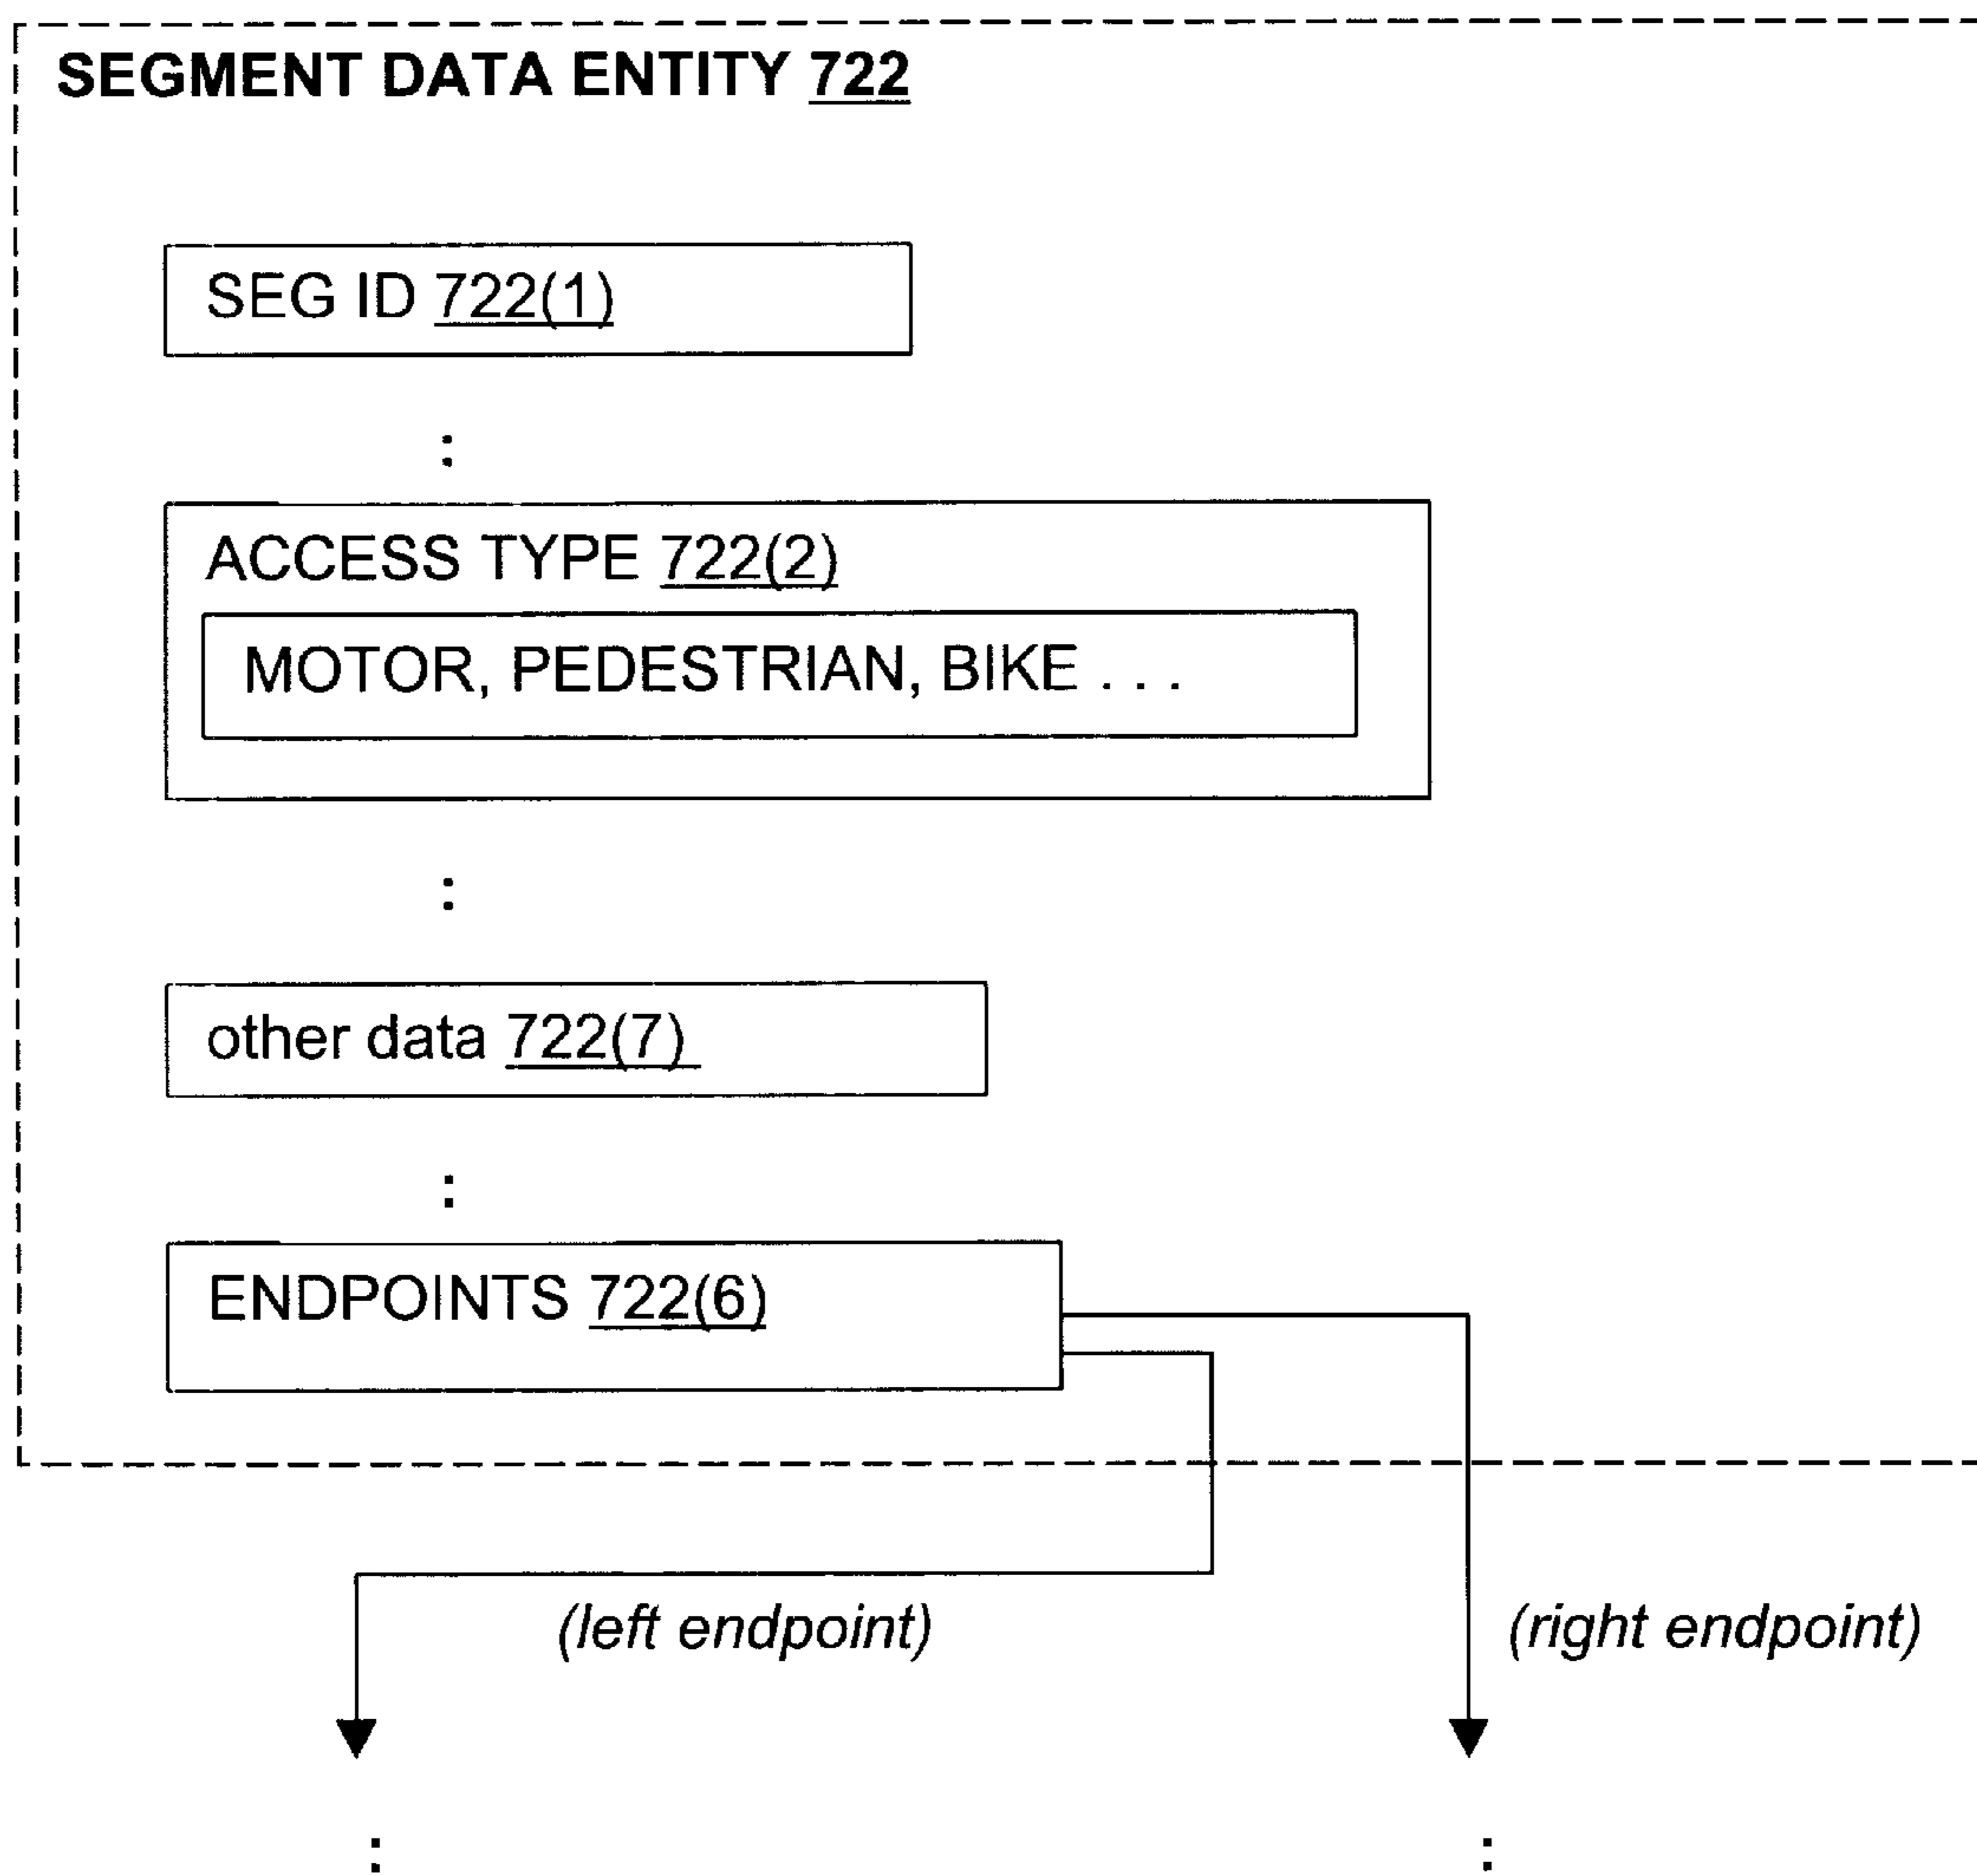 SEGMENT DATA ENTITY 722
SEG ID 722(1)
:
ACCESS TYPE 722(2)
MOTOR, PEDESTRIAN, BIKE . . .
:
other data 722(7)
:
ENDPOINTS 722(6)
(left endpoint)
(right endpoint)
:
: